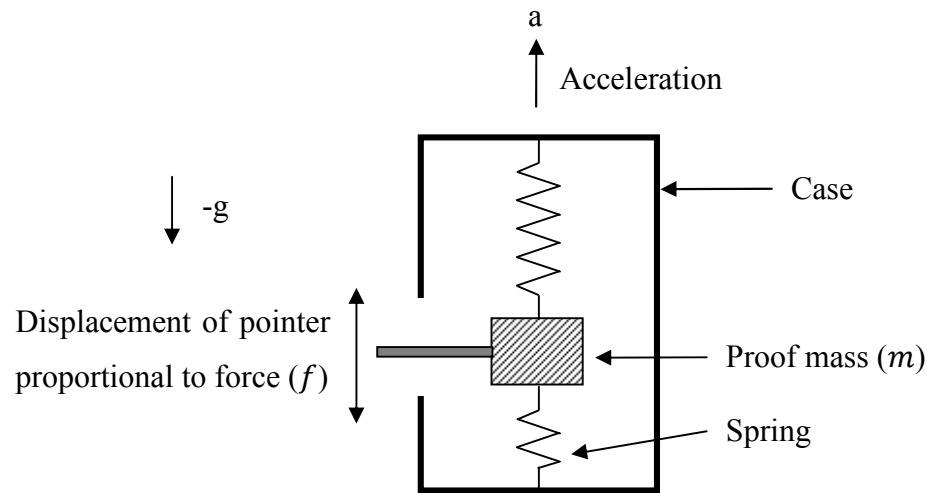 a
Acceleration
Case
-g
Displacement of pointer
proportional to force (f)
Proof mass (m)
Spring